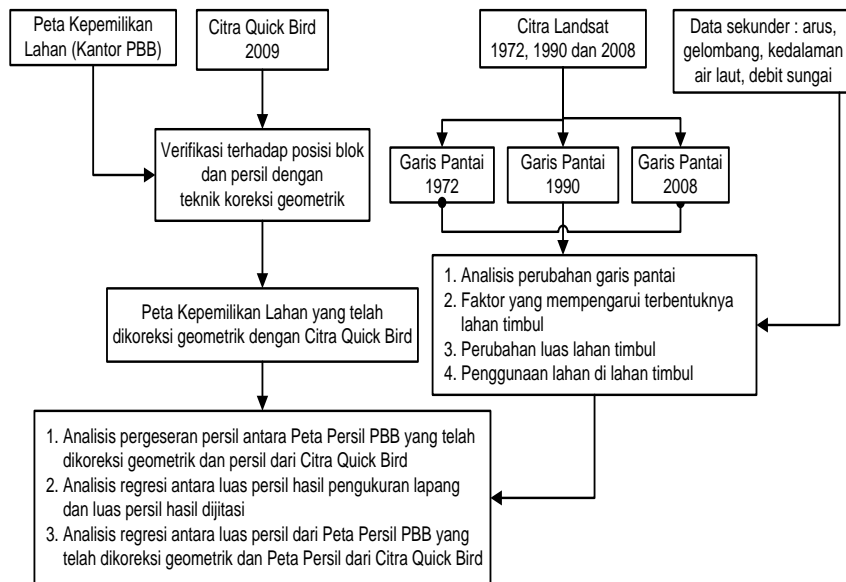 Peta Kepemilikan
Lahan (Kantor PBB)
Citra Quick Bird
2009
Citra Landsat
1972, 1990 dan 2008
Data sekunder : arus,
gelombang, kedalaman
air laut, debit sungai
Verifikasi terhadap posisi blok
dan persil dengan
teknik koreksi geometrik
Garis Pantai
1972
Garis Pantai
1990
Garis Pantai
2008
Peta Kepemilikan Lahan yang telah
dikoreksi geometrik dengan Citra Quick Bird
1. Analisis perubahan garis pantai
2. Faktor yang mempengarui terbentuknya
lahan timbul
3. Perubahan luas lahan timbul
4. Penggunaan lahan di lahan timbul
1. Analisis pergeseran persil antara Peta Persil PBB yang telah
dikoreksi geometrik dan persil dari Citra Quick Bird
2. Analisis regresi antara luas persil hasil pengukuran lapang
dan luas persil hasil dijitasi
3. Analisis regresi antara luas persil dari Peta Persil PBB yang
telah dikoreksi geometrik dan Peta Persil dari Citra Quick Bird